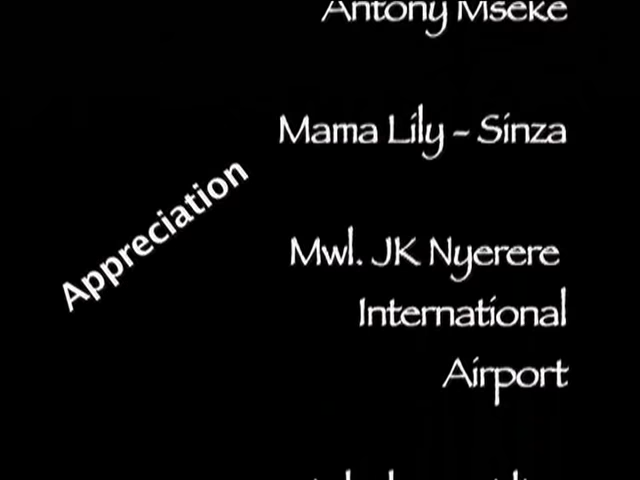 Antony Mseke
Mama Lily - Sinza
Appreciation
Mwl. JK Nyerere
International
Airport